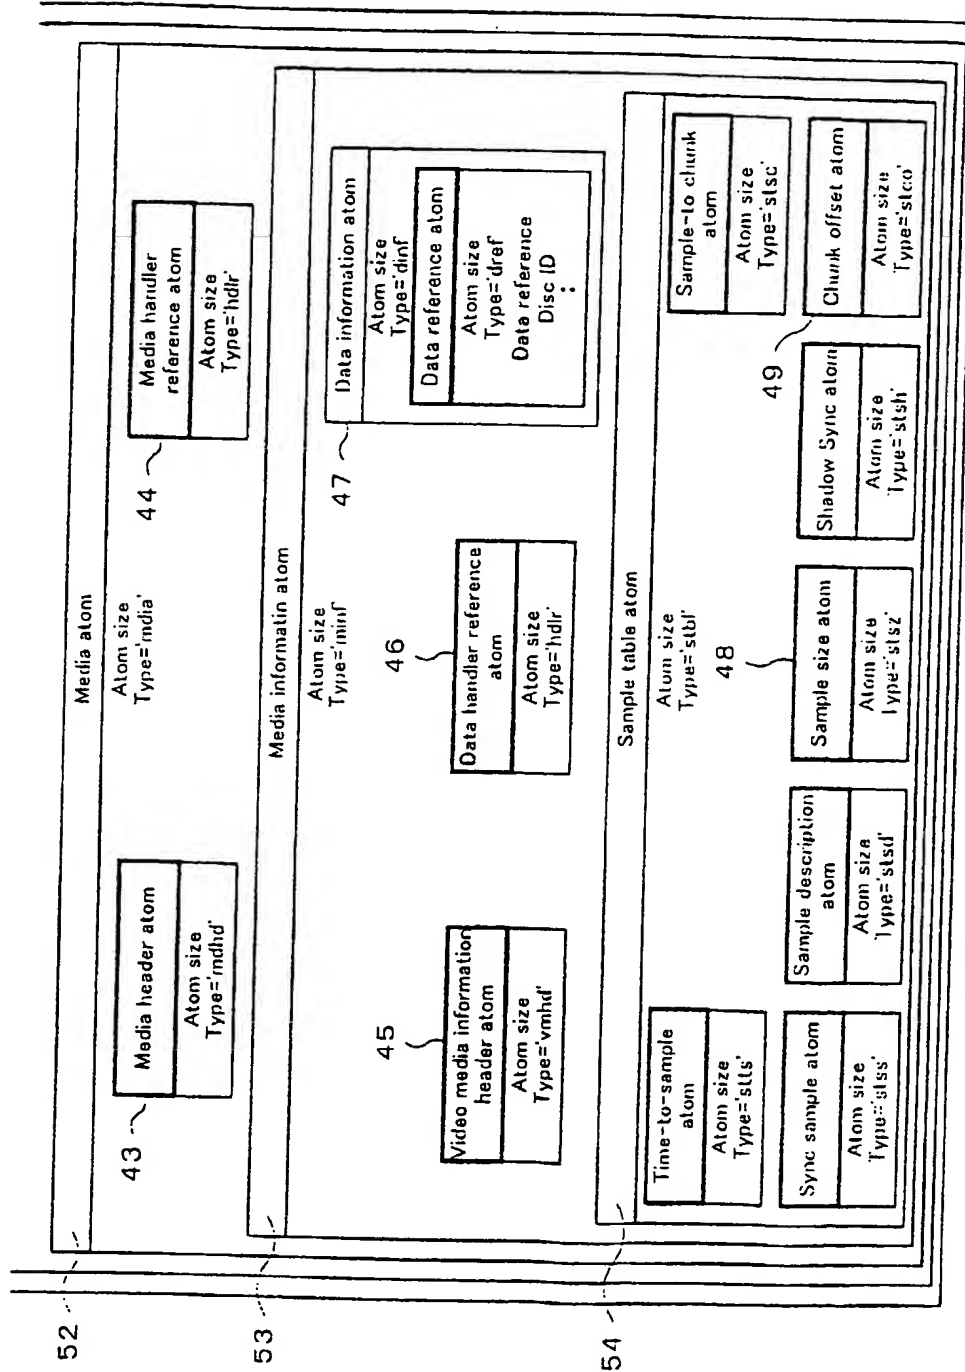 52
Media atom
Atom size
Type='mdia'
43
Media header atom
Atom size
Type='mdhd'
44
Media handler
reference atom
Atom size
Type='hdlr'
53
Media informatin atom
Atom size
Type='minf'
45
Video media information
header atom
Atom size
Type='vmhd'
46
Data handler reference
atom
Atom size
Type='hdlr'
47
Data information atom
Atom size
Type='dinf'
Data reference atom
Atom size
Type='dref'
Data reference
Disc ID
:
54
Sample table atom
Atom size
Type='stbl'
Time-to-sample
atom
Atom size
Type='stts'
Sample-to chunk
atom
Atom size
Type='stsc'
Sync sample atom
Atom size
Type='stss'
Sample description
atom
Atom size
Type='stsd'
48
Sample size atom
Atom size
Type='stsz'
Shadow Sync atom
Atom size
Type='stsh'
49
Chunk offset atom
Atom size
Type='stco'